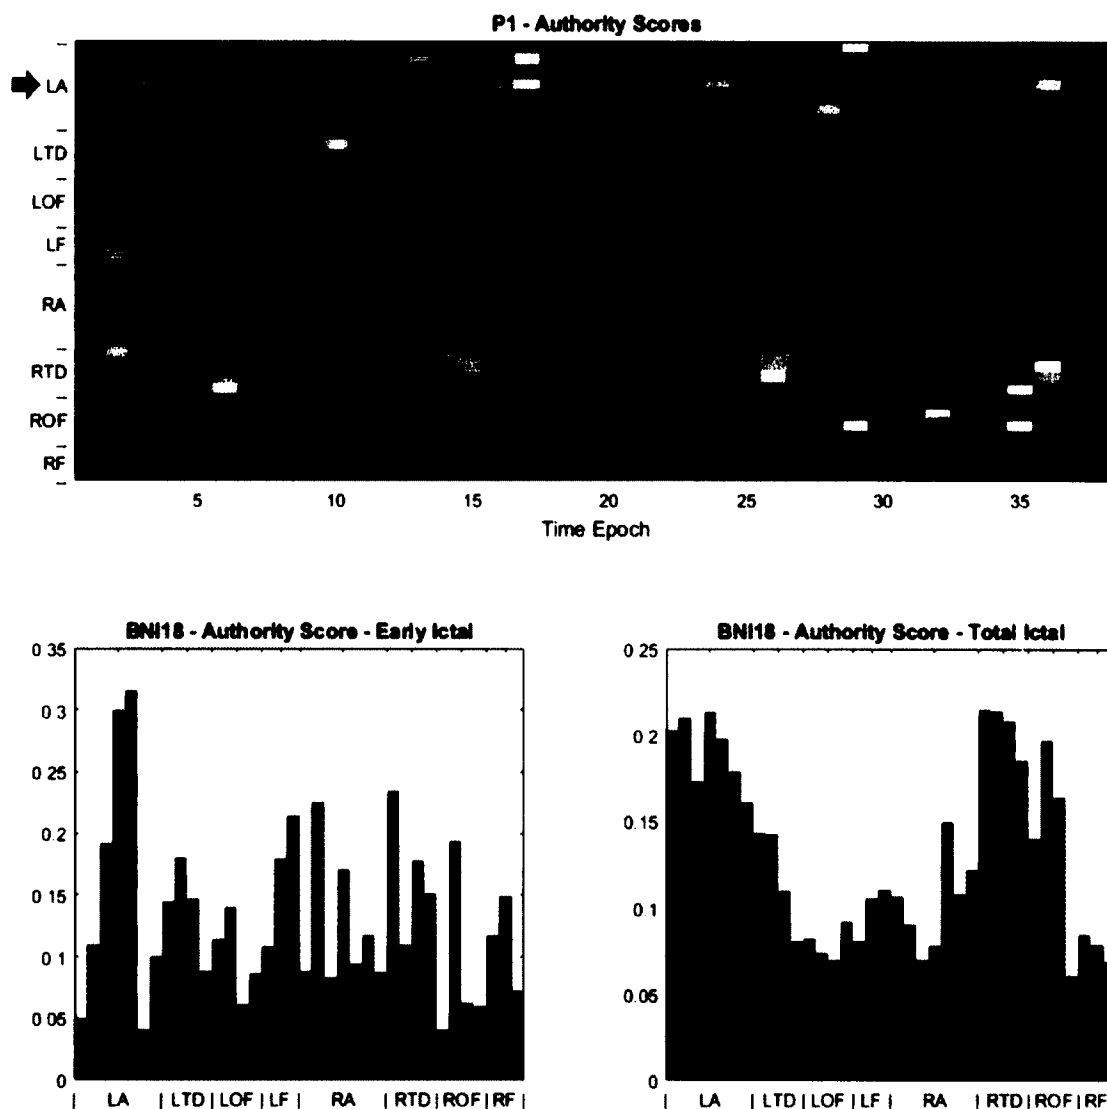 P1 - Authority Scores
LA
LTD
LOF
LF
RA
RTD
ROF
RF
5 10 15 20 25 30 35
Time Epoch
BNI18 - Authority Score - Early Ictal
0 35
0 3
0 25
0 2
0 15
0 1
0 05
0
| LA | LTD | LOF | LF | RA | RTD | ROF | RF |
BNI18 - Authority Score - Total Ictal
0 25
0 2
0 15
0 1
0 05
0
| LA | LTD | LOF | LF | RA | RTD | ROF | RF